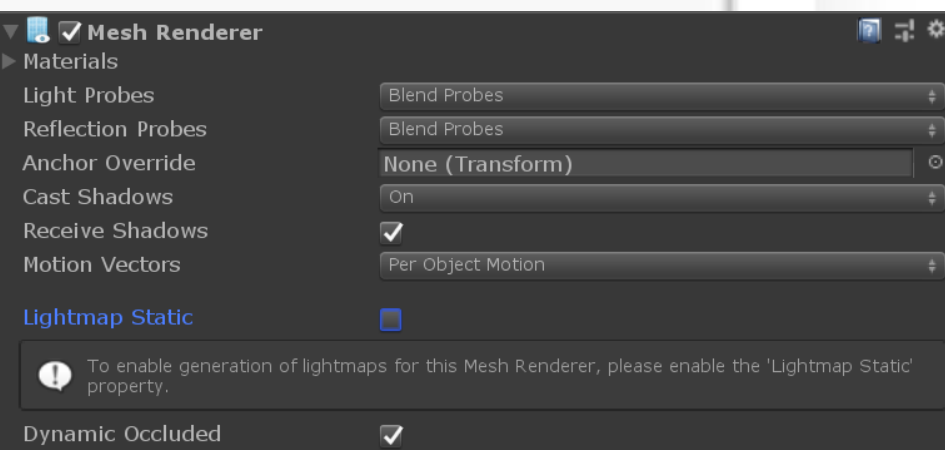 Mesh Renderer
Materials
Light Probes Blend Probes
Reflection Probes Blend Probes
Anchor Override None (Transform)
Cast Shadows On
Receive Shadows
Motion Vectors Per Object Motion
Lightmap Static
To enable generation of lightmaps for this Mesh Renderer, please enable the 'Lightmap Static'
property.
Dynamic Occluded